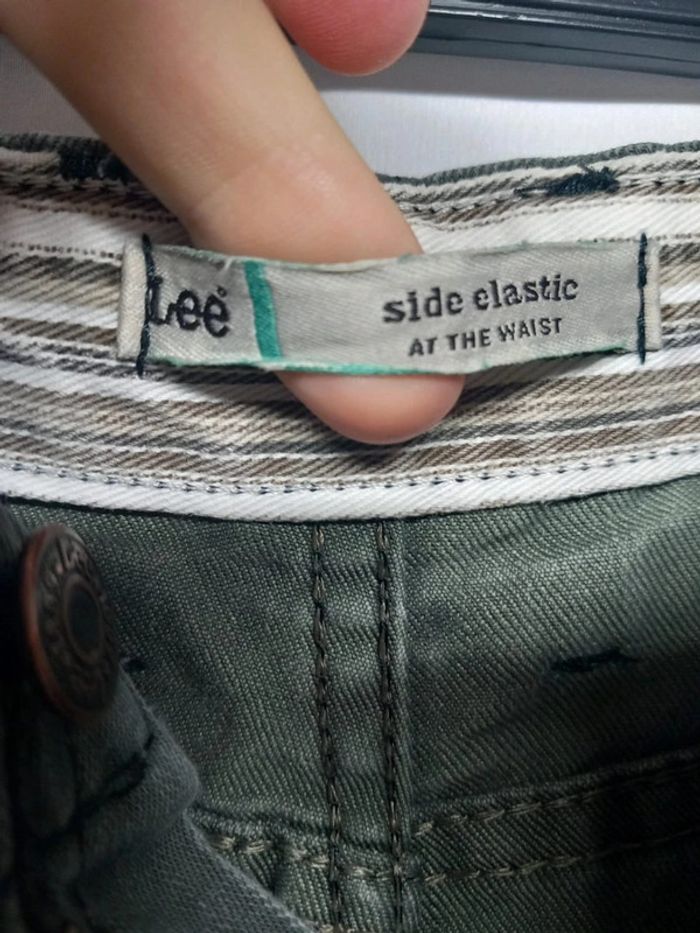 Lee®
side elastic
AT THE WAIST